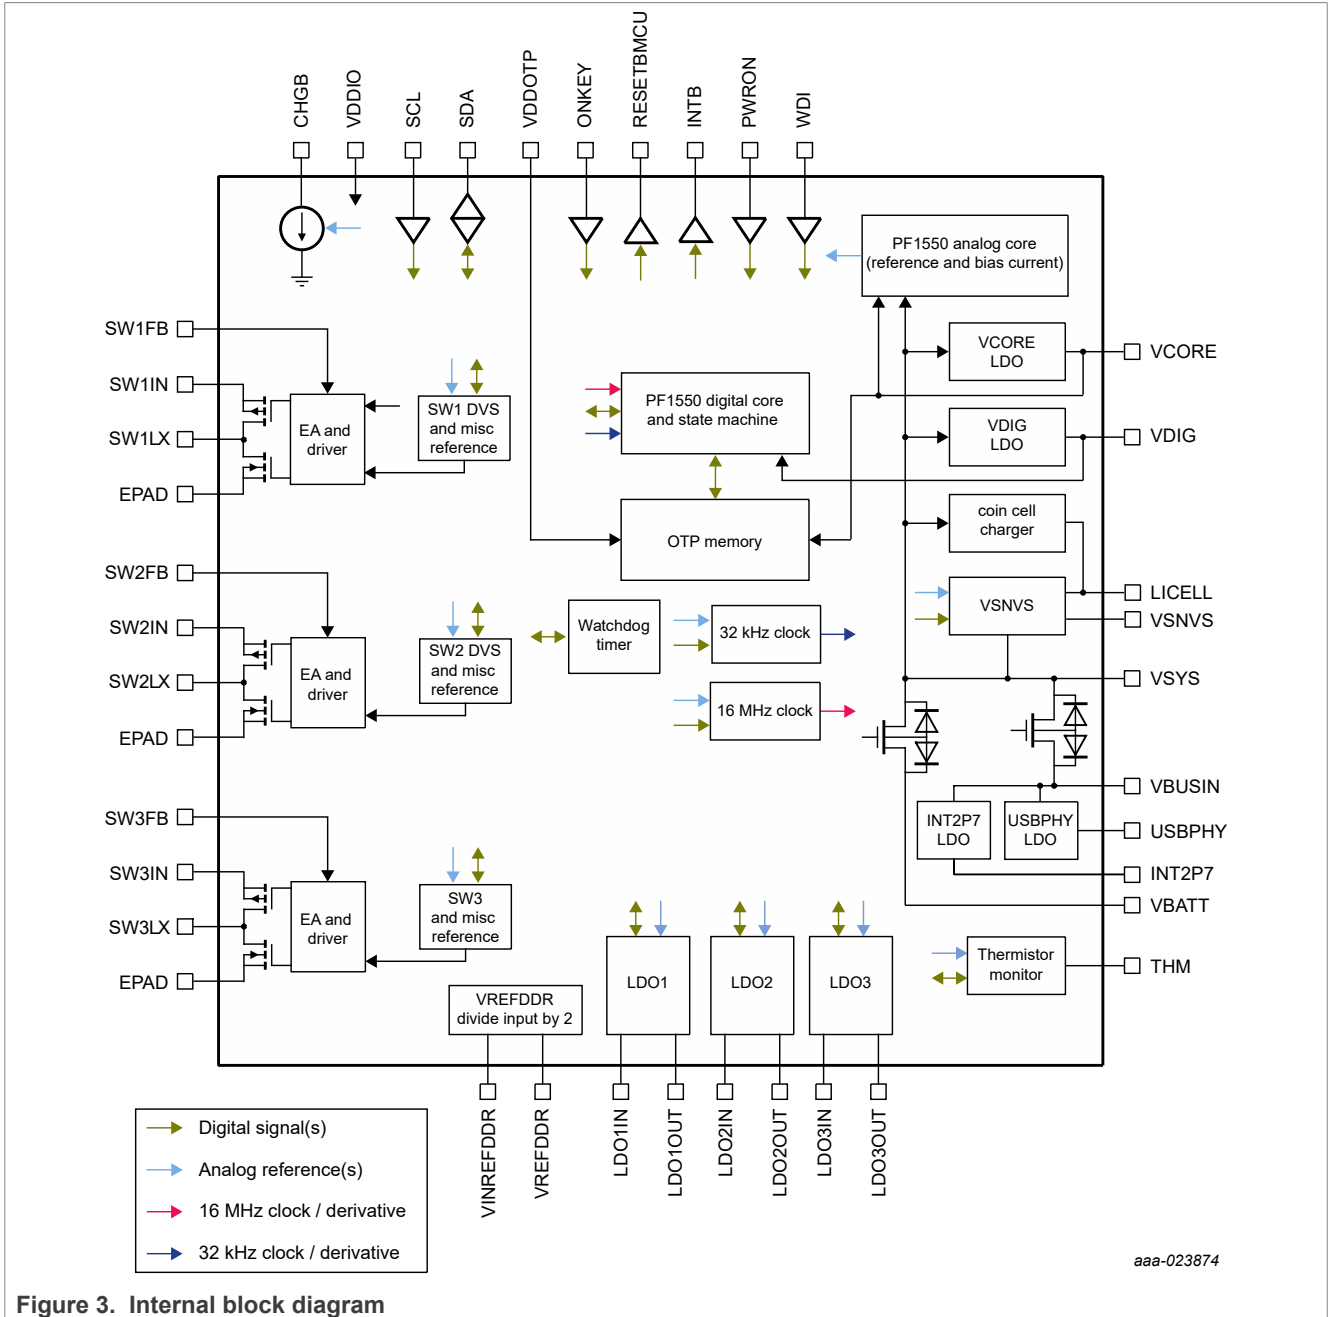 CHGB
VDDIO
SCL
SDA
VDDOTP
ONKEY
RESETBMCU
INTB
PWRON
WDI
PF1550 analog core
(reference and bias current)
SW1FB
SW1IN
SW1LX
EPAD
EA and
driver
SW1 DVS
and misc
reference
PF1550 digital core
and state machine
VCORE
LDO
VCORE
VDIG
LDO
VDIG
OTP memory
coin cell
charger
SW2FB
SW2IN
SW2LX
EPAD
EA and
driver
SW2 DVS
and misc
reference
Watchdog
timer
32 kHz clock
16 MHz clock
VSNVS
LICELL
VSNVS
VSYS
VBUSIN
INT2P7
LDO
USBPHY
LDO
USBPHY
INT2P7
VBATT
SW3FB
SW3IN
SW3LX
EPAD
EA and
driver
SW3
and misc
reference
VREFDDR
divide input by 2
LDO1
LDO2
LDO3
Thermistor
monitor
THM
VINREFDDR
VREFDDR
LDO1IN
LDO1OUT
LDO2IN
LDO2OUT
LDO3IN
LDO3OUT
Digital signal(s)
Analog reference(s)
16 MHz clock / derivative
32 kHz clock / derivative
aaa-023874
Figure 3. Internal block diagram